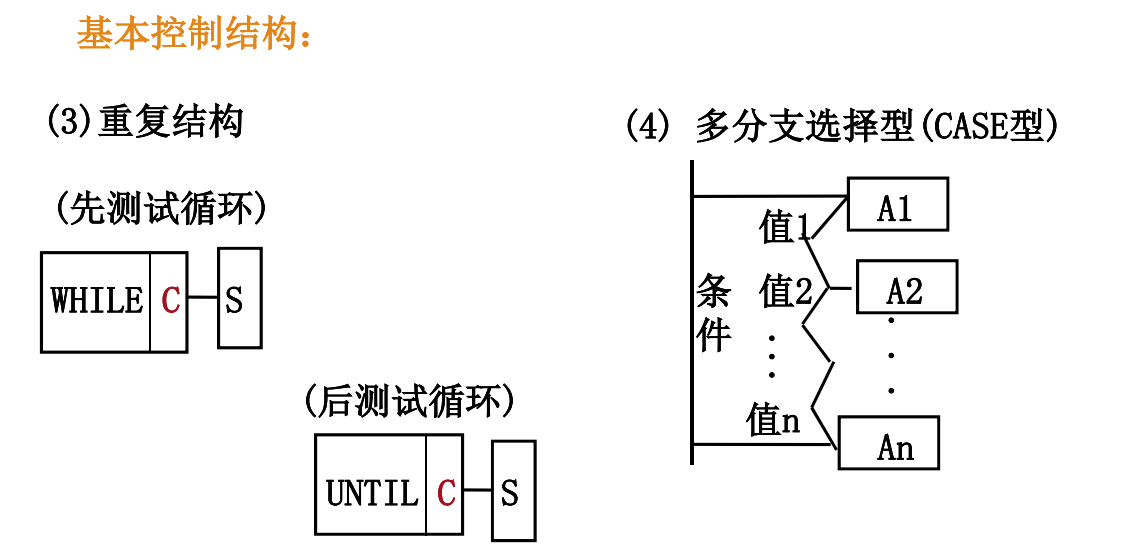 基本控制结构：
(3)重复结构
(先测试循环)
WHILE C S
(后测试循环)
UNTIL C S
(4) 多分支选择型(CASE型)
条件
值1 A1
值2 A2
值n An